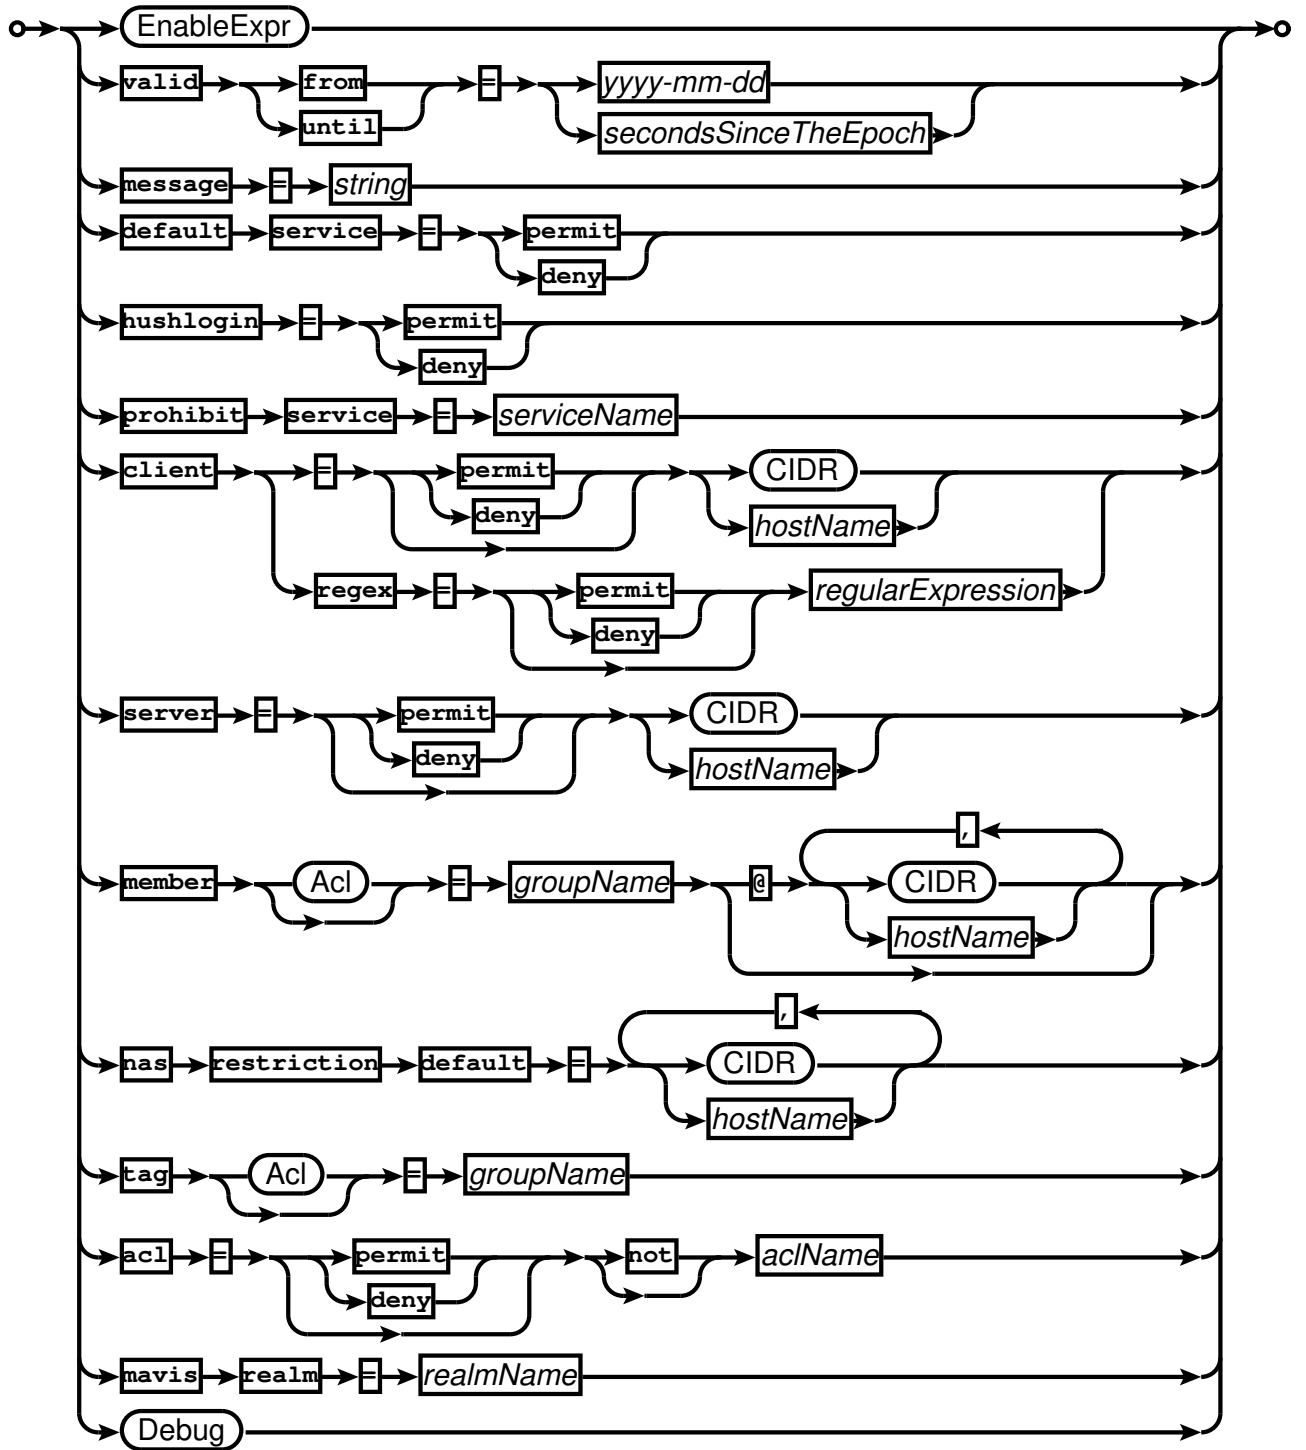 EnableExpr
valid from = yyyy-mm-dd
until secondsSinceTheEpoch
message = string
default service = permit
deny
hushlogin = permit
deny
prohibit service = serviceName
client = permit CIDR
deny hostName
regex = permit regularExpression
deny
server = permit CIDR
deny hostName
,
member Acl = groupName @ CIDR
hostName
,
nas restriction default = CIDR
hostName
tag Acl = groupName
acl = permit not aclName
deny
mavis realm = realmName
Debug